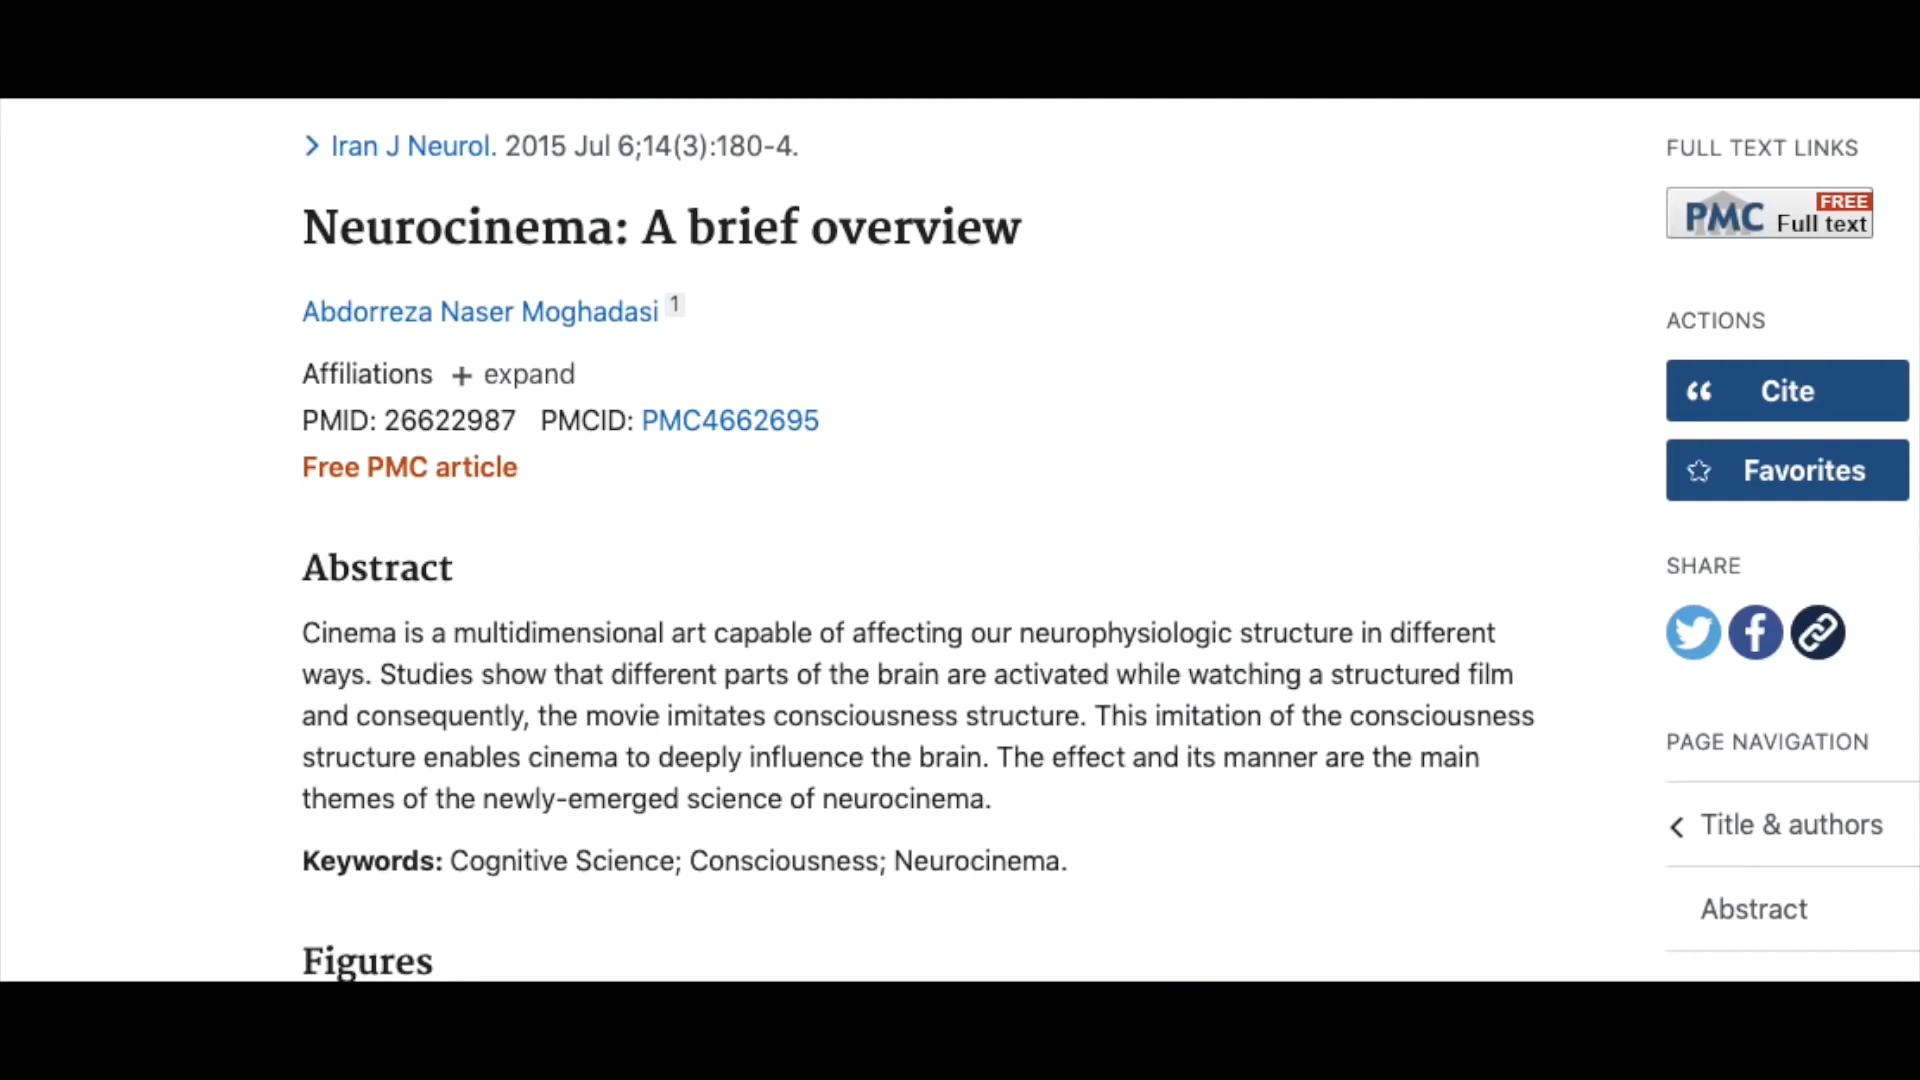 Iran J Neurol. 2015 Jul 6;14(3):180-4.
Neurocinema: A brief overview
Abdorreza Naser Moghadasi 1
Affiliations + expand
PMID: 26622987 PMCID: PMC4662695
Free PMC article
Abstract
Cinema is a multidimensional art capable of affecting our neurophysiologic structure in different
ways. Studies show that different parts of the brain are activated while watching a structured film
and consequently, the movie imitates consciousness structure. This imitation of the consciousness
structure enables cinema to deeply influence the brain. The effect and its manner are the main
themes of the newly-emerged science of neurocinema.
Keywords: Cognitive Science; Consciousness; Neurocinema.
Figures
FULL TEXT LINKS
PMC FREE
Full text
ACTIONS
Cite
Favorites
SHARE
PAGE NAVIGATION
Title & authors
Abstract